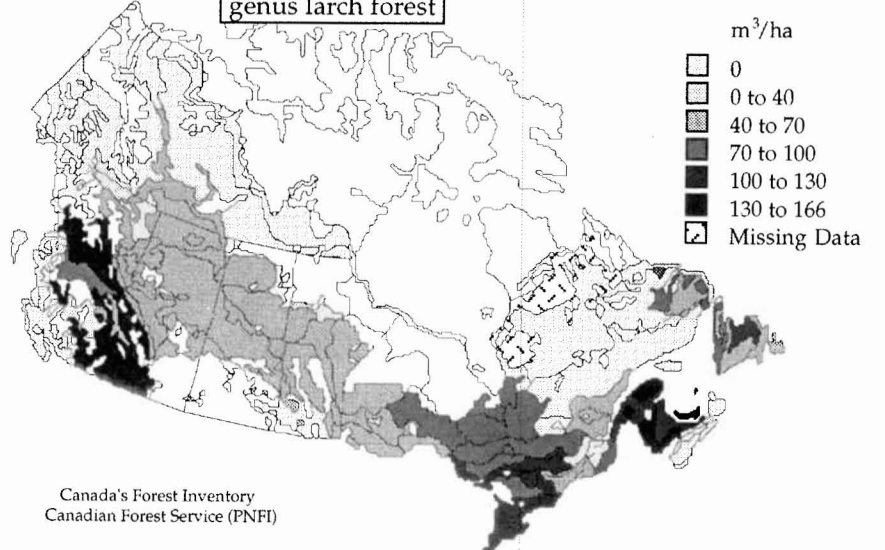 genus larch forest
m³/ha
0
0 to 40
40 to 70
70 to 100
100 to 130
130 to 166
Missing Data
Canada's Forest Inventory
Canadian Forest Service (PNFI)